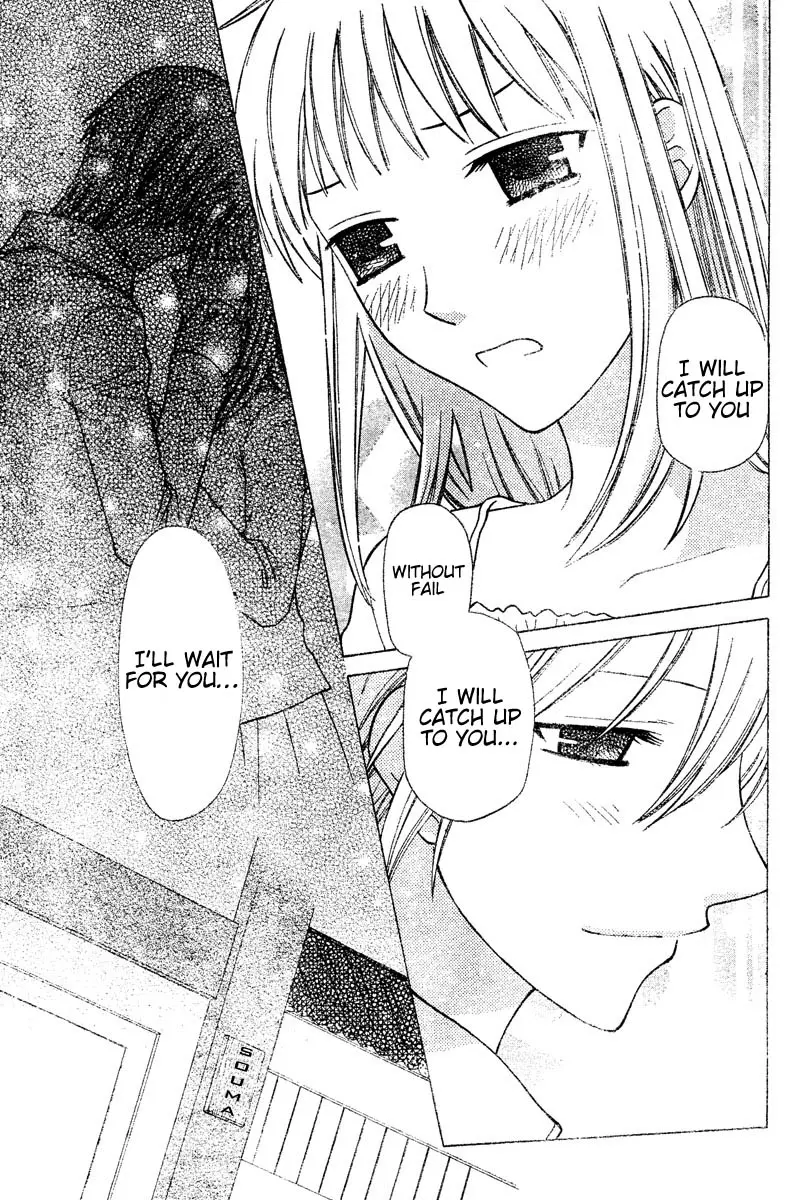 I WILL
CATCH UP
TO YOU
WITHOUT
FAIL
I WILL
CATCH UP
TO YOU...
I'LL WAIT
FOR YOU...
SOUMA